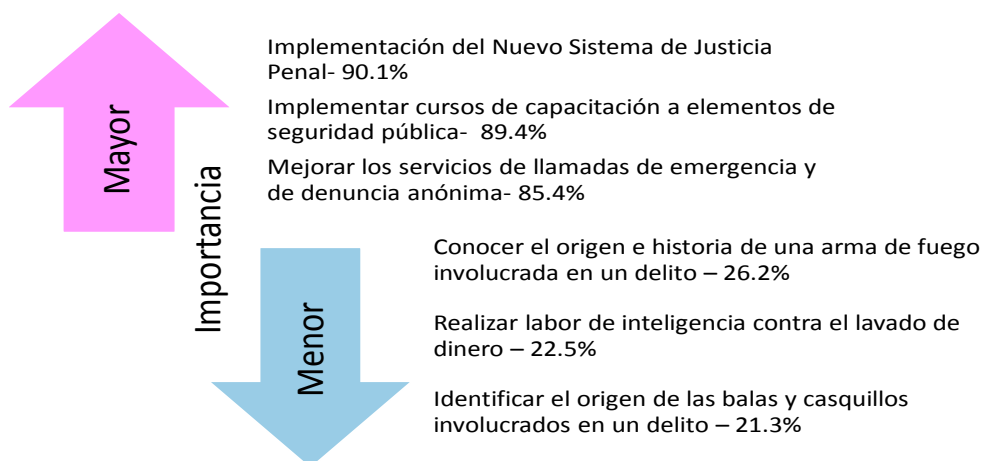 Mayor
Importancia
Menor
Implementación del Nuevo Sistema de Justicia
Penal- 90.1%
Implementar cursos de capacitación a elementos de
seguridad pública-  89.4%
Mejorar los servicios de llamadas de emergencia y
de denuncia anónima- 85.4%
Conocer el origen e historia de una arma de fuego
involucrada en un delito – 26.2%
Realizar labor de inteligencia contra el lavado de
dinero – 22.5%
Identificar el origen de las balas y casquillos
involucrados en un delito – 21.3%